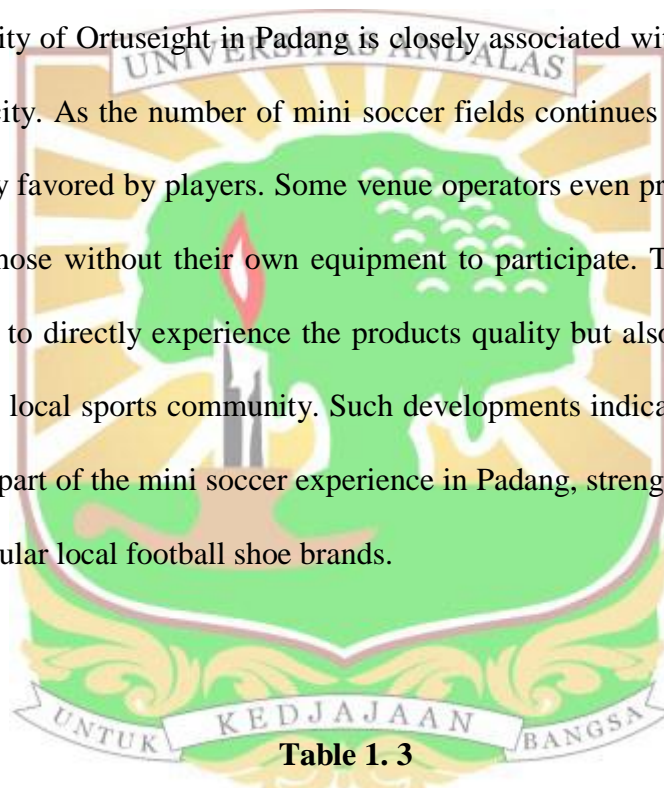 UNIVERSITAS ANDALAS
ity of Ortuseight in Padang is closely associated wi
city. As the number of mini soccer fields continues
y favored by players. Some venue operators even pr
hose without their own equipment to participate. T
to directly experience the products quality but also
local sports community. Such developments indica
part of the mini soccer experience in Padang, streng
ular local football shoe brands.
UNTUK KEDJAJAAN BANGSA
Table 1. 3